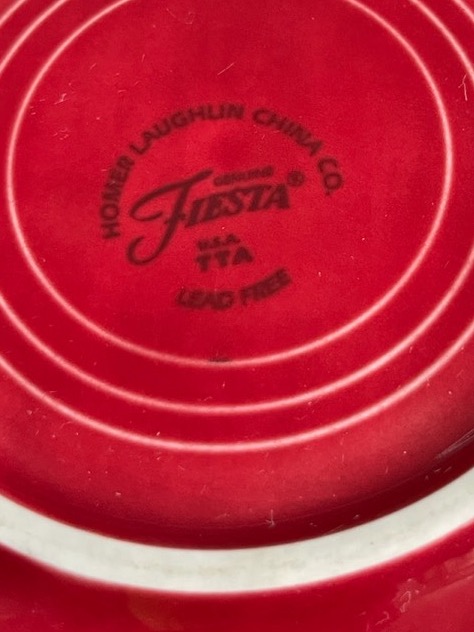 HOMER LAUGHLIN CHINA CO.
GENUINE
FIESTA®
U.S.A.
TTA
LEAD FREE